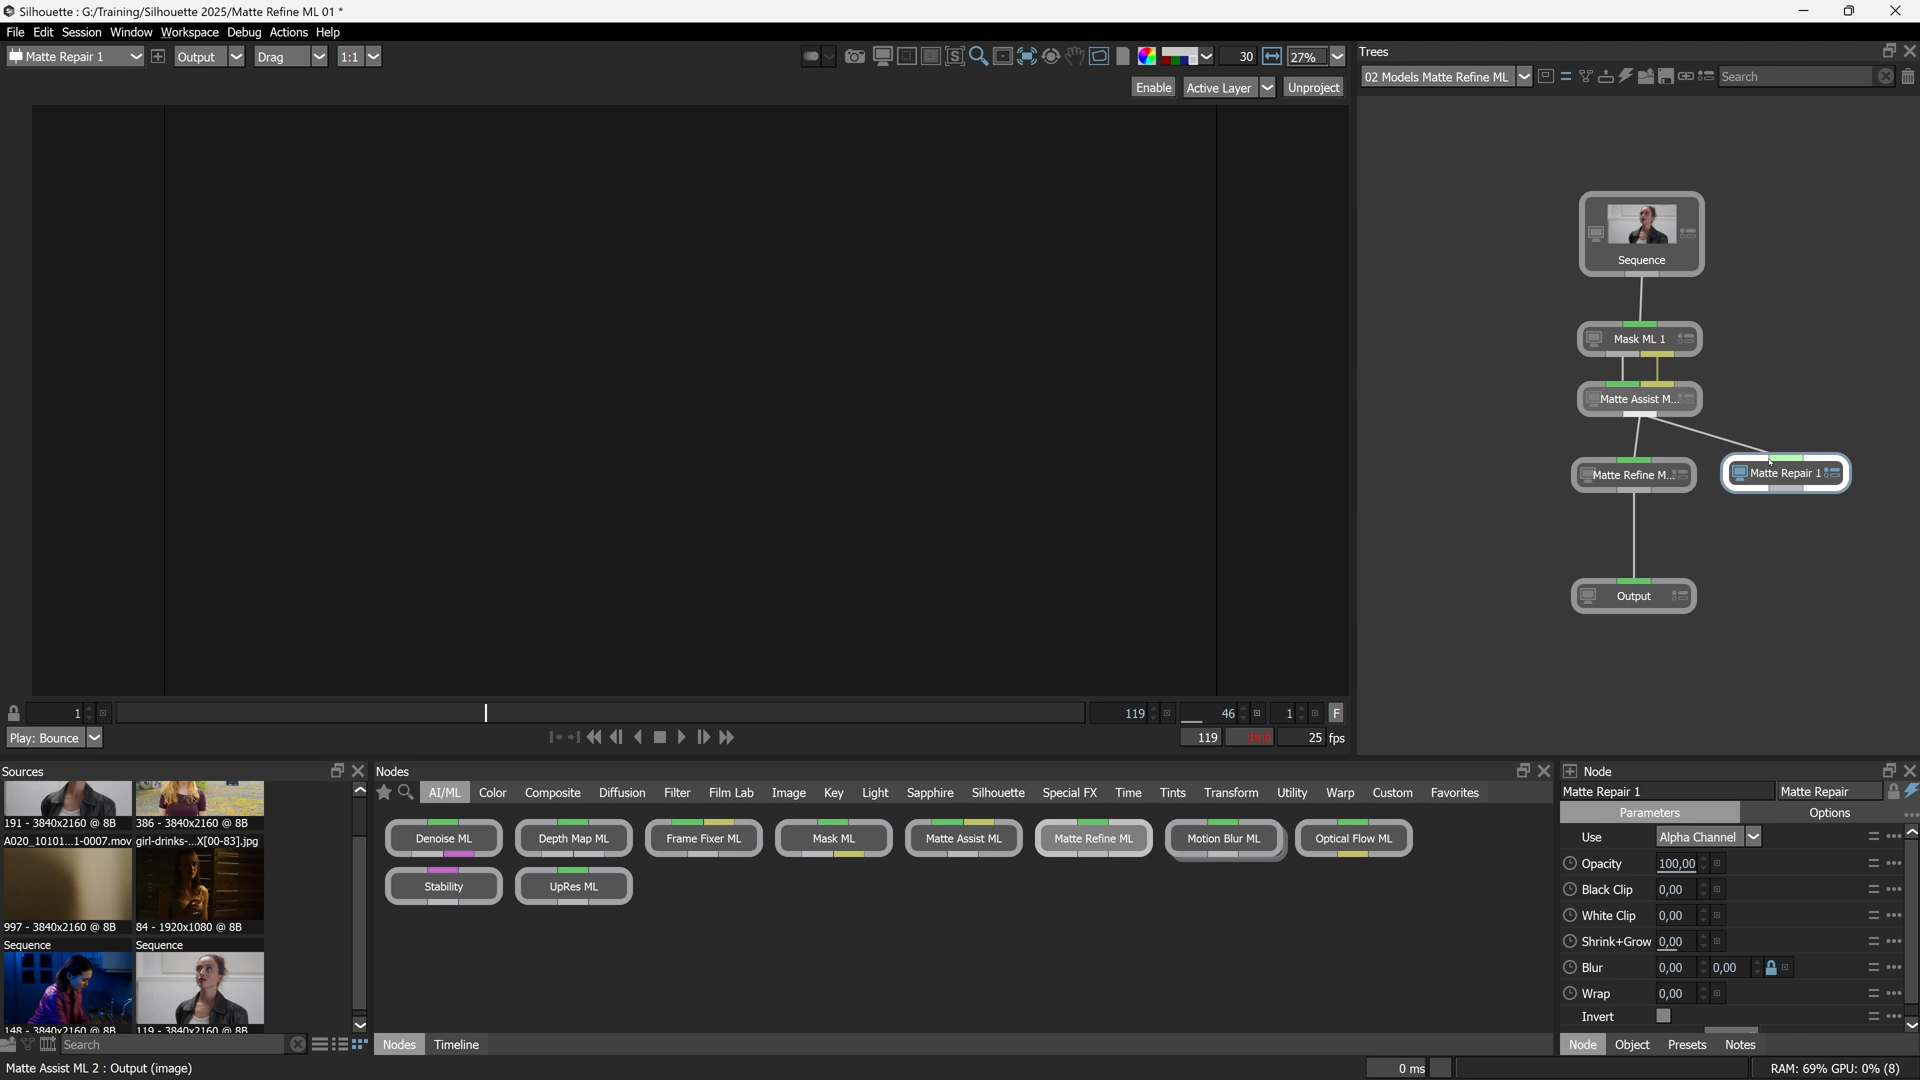 Silhouette : G:/Training/Silhouette 2025/Matte Refine ML 01 *
File Edit Session Window Workspace Debug Actions Help
Matte Repair 1 Output Drag 1:1 30 27%
Enable Active Layer Unproject
Trees
02 Models Matte Refine ML Search
Sequence
Mask ML 1
Matte Assist M...
Matte Refine M...
Matte Repair 1
Output
1 119 46 1 F
Play: Bounce 119 25 fps
Sources
191 - 3840x2160 @ 8B 386 - 3840x2160 @ 8B
A020_10101...1-0007.mov girl-drinks-...X[00-83].jpg
997 - 3840x2160 @ 8B 84 - 1920x1080 @ 8B
Sequence Sequence
148 - 3840x2160 @ 8B 119 - 3840x2160 @ 8B
Search
Nodes
AI/ML Color Composite Diffusion Filter Film Lab Image Key Light Sapphire Silhouette Special FX Time Tints Transform Utility Warp Custom Favorites
Denoise ML Depth Map ML Frame Fixer ML Mask ML Matte Assist ML Matte Refine ML Motion Blur ML Optical Flow ML
Stability UpRes ML
Nodes Timeline
Node
Matte Repair 1 Matte Repair
Parameters Options
Use Alpha Channel
Opacity 100,00
Black Clip 0,00
White Clip 0,00
Shrink+Grow 0,00
Blur 0,00 0,00
Wrap 0,00
Invert
Node Object Presets Notes
Matte Assist ML 2 : Output (image) 0 ms RAM: 69% GPU: 0% (8)